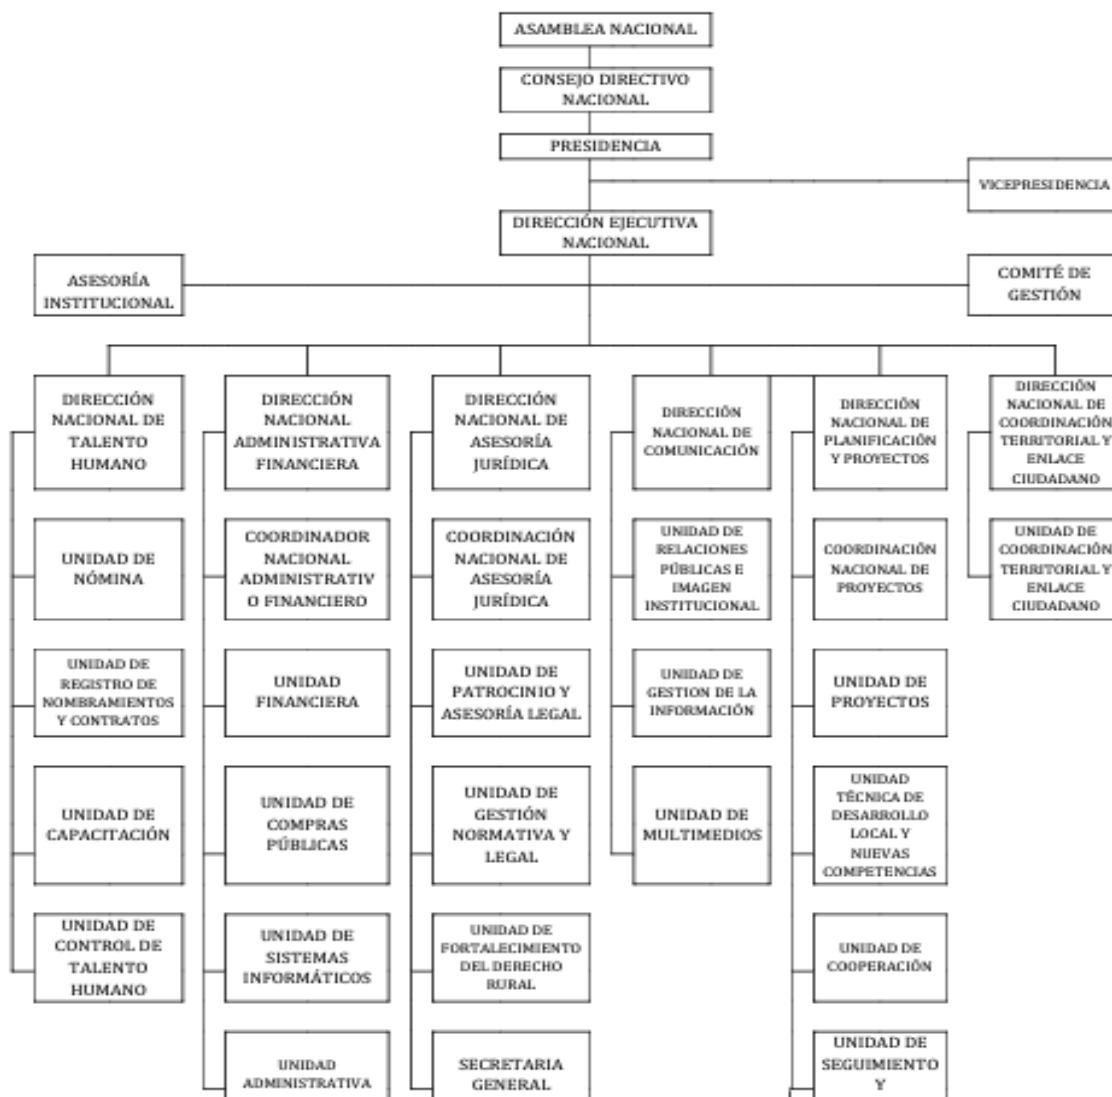 ASAMBLEA NACIONAL
CONSEJO DIRECTIVO
NACIONAL
PRESIDENCIA
VICEPRESIDENCIA
DIRECCIÓN EJECUTIVA
NACIONAL
ASESORÍA
INSTITUCIONAL
COMITÉ DE
GESTIÓN
DIRECCIÓN
NACIONAL DE
TALENTO
HUMANO
DIRECCIÓN
NACIONAL
ADMINISTRATIVA
FINANCIERA
DIRECCIÓN
NACIONAL DE
ASESORÍA
JURÍDICA
DIRECCIÓN
NACIONAL DE
COMUNICACIÓN
DIRECCIÓN
NACIONAL DE
PLANIFICACIÓN
Y PROYECTOS
DIRECCIÓN
NACIONAL DE
COORDINACIÓN
TERRITORIAL Y
ENLACE
CIUDADANO
UNIDAD DE
NÓMINA
COORDINADOR
NACIONAL
ADMINISTRATIV
O FINANCIERO
COORDINACIÓN
NACIONAL DE
ASESORÍA
JURÍDICA
UNIDAD DE
RELACIONES
PÚBLICAS E
IMAGEN
INSTITUCIONAL
COORDINACIÓN
NACIONAL DE
PROYECTOS
UNIDAD DE
COORDINACIÓN
TERRITORIAL Y
ENLACE
CIUDADANO
UNIDAD DE
REGISTRO DE
NOMBRAMIENTOS
Y CONTRATOS
UNIDAD
FINANCIERA
UNIDAD DE
PATROCINIO Y
ASESORÍA LEGAL
UNIDAD DE
GESTION DE LA
INFORMACIÓN
UNIDAD DE
PROYECTOS
UNIDAD DE
CAPACITACIÓN
UNIDAD DE
COMPRAS
PÚBLICAS
UNIDAD DE
GESTIÓN
NORMATIVA Y
LEGAL
UNIDAD DE
MULTIMEDIOS
UNIDAD
TÉCNICA DE
DESARROLLO
LOCAL Y
NUEVAS
COMPETENCIAS
UNIDAD DE
CONTROL DE
TALENTO
HUMANO
UNIDAD DE
SISTEMAS
INFORMÁTICOS
UNIDAD DE
FORTALECIMIENTO
DEL DERECHO
RURAL
UNIDAD DE
COOPERACIÓN
UNIDAD
ADMINISTRATIVA
SECRETARIA
GENERAL
UNIDAD DE
SEGUIMIENTO
Y